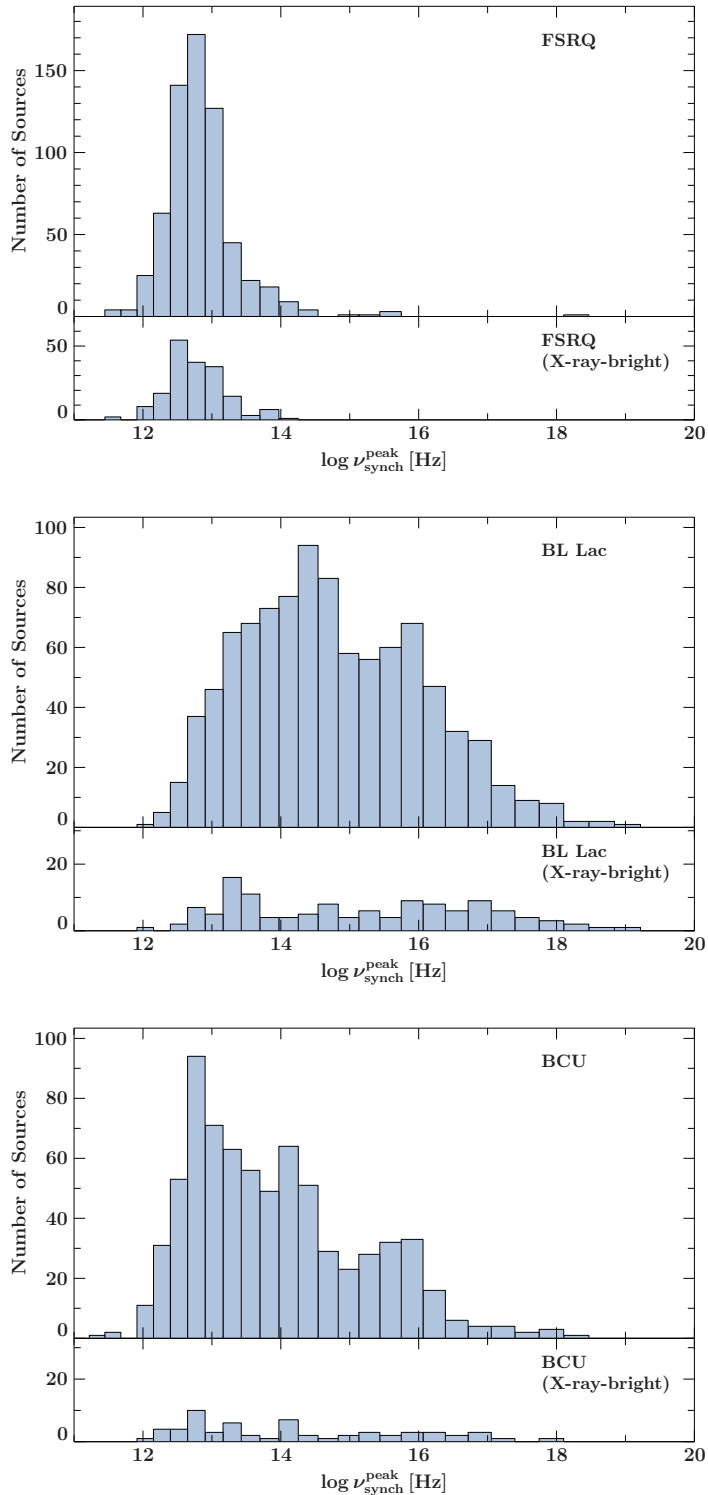 FSRQ
Number of Sources
150
100
50
0
FSRQ
(X-ray-bright)
50
0
12 14 16 18 20
log ν_synch^peak [Hz]
BL Lac
Number of Sources
100
80
60
40
20
0
BL Lac
(X-ray-bright)
20
0
12 14 16 18 20
log ν_synch^peak [Hz]
BCU
Number of Sources
100
80
60
40
20
0
BCU
(X-ray-bright)
20
0
12 14 16 18 20
log ν_synch^peak [Hz]